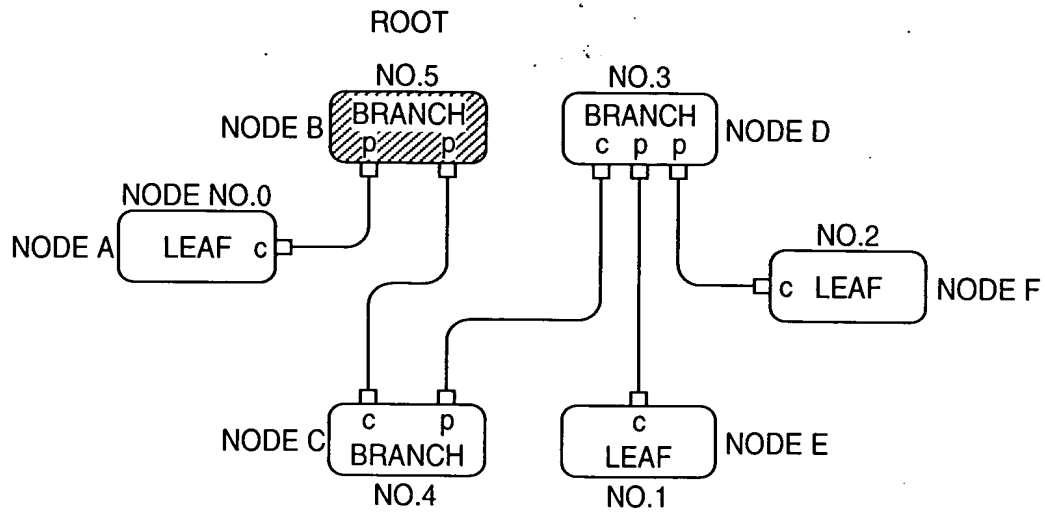 ROOT
NO.5
NO.3
BRANCH
BRANCH
NODE B
p p
c p p
NODE D
NODE NO.0
NODE A
LEAF c
NO.2
c LEAF
NODE F
c p
NODE C
BRANCH
NO.4
c
LEAF
NODE E
NO.1